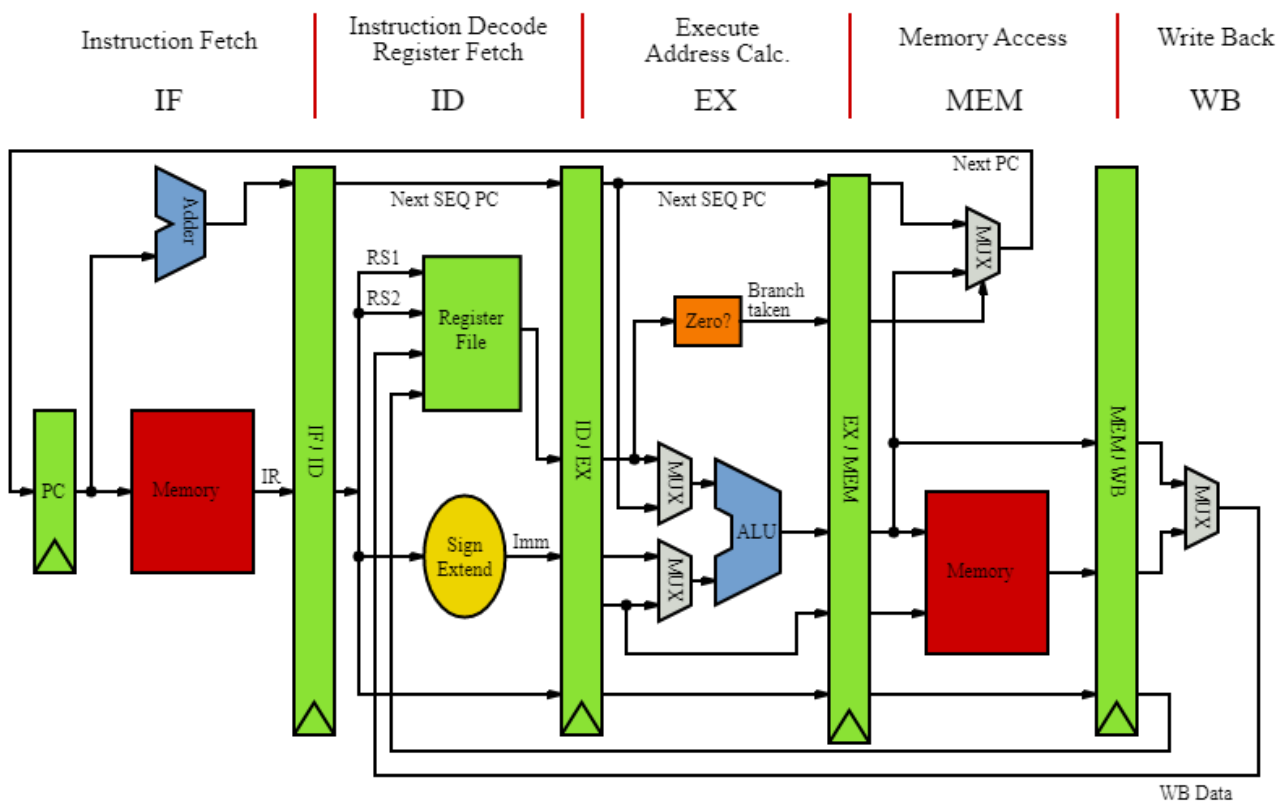 Instruction Fetch
IF
Instruction Decode
Register Fetch
ID
Execute
Address Calc.
EX
Memory Access
MEM
Write Back
WB
Next PC
Adder
Next SEQ PC
Next SEQ PC
MUX
RS1
RS2
Register
File
Branch
taken
Zero?
IF / ID
ID / EX
EX / MEM
MEM / WB
PC
Memory
IR
MUX
ALU
MUX
Sign
Extend
Imm
Memory
MUX
WB Data